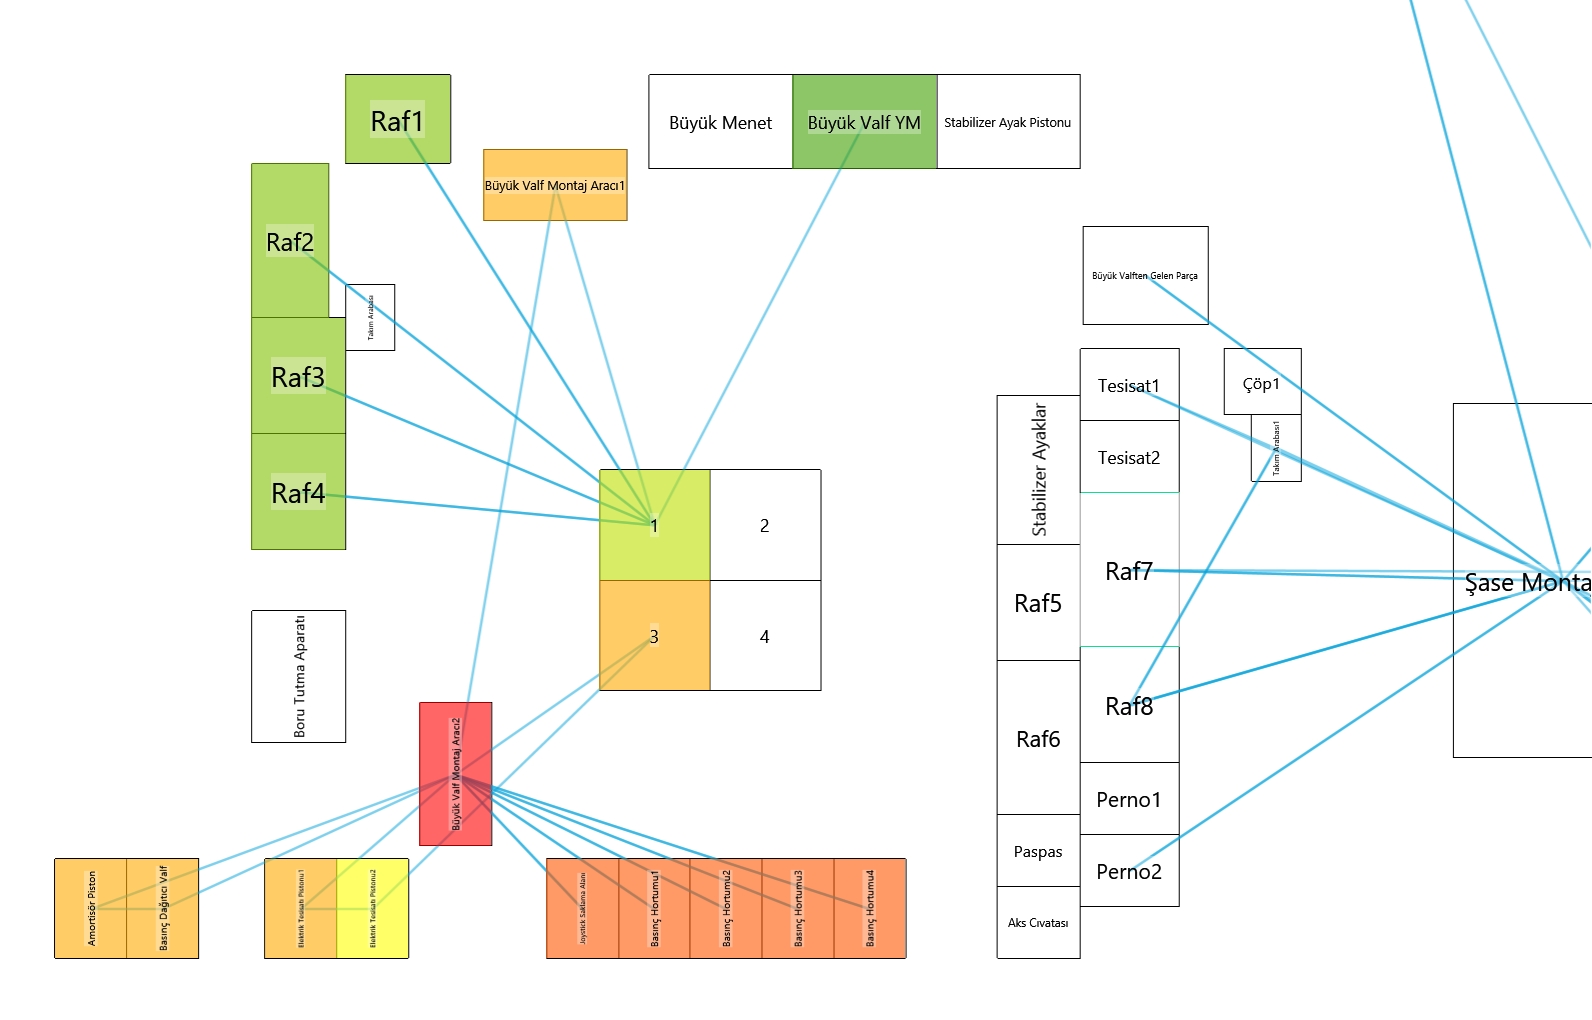 Raf1
Büyük Menet
Büyük Valf YM
Stabilizer Ayak Pistonu
Büyük Valf Montaj Aracı1
Raf2
Büyük Valften Gelen Parça
Takım Arabası
Raf3
Tesisat1
Çöp1
Stabilizer Ayaklar
Tesisat2
Takım Arabası1
Raf4
1
2
Raf7
Şase Monta
Raf5
3
4
Boru Tutma Aparatı
Raf8
Raf6
Büyük Valf Montaj Aracı2
Perno1
Paspas
Perno2
Amortisör Piston
Basınç Dağıtıcı Valf
Elektrik Tesisatı Pistonu1
Elektrik Tesisatı Pistonu2
Joystick Saklama Alanı
Basınç Hortumu1
Basınç Hortumu2
Basınç Hortumu3
Basınç Hortumu4
Aks Cıvatası